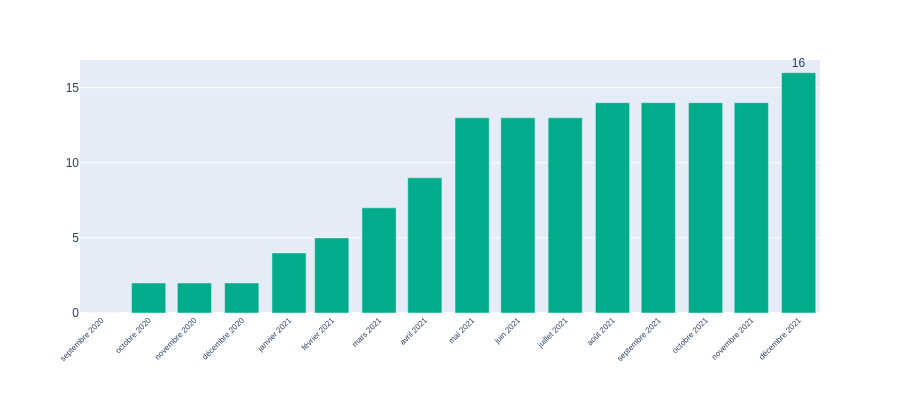 16
15
10
5
0
septembre 2020
octobre 2020
novembre 2020
décembre 2020
janvier 2021
février 2021
mars 2021
avril 2021
mai 2021
juin 2021
juillet 2021
août 2021
septembre 2021
octobre 2021
novembre 2021
décembre 2021